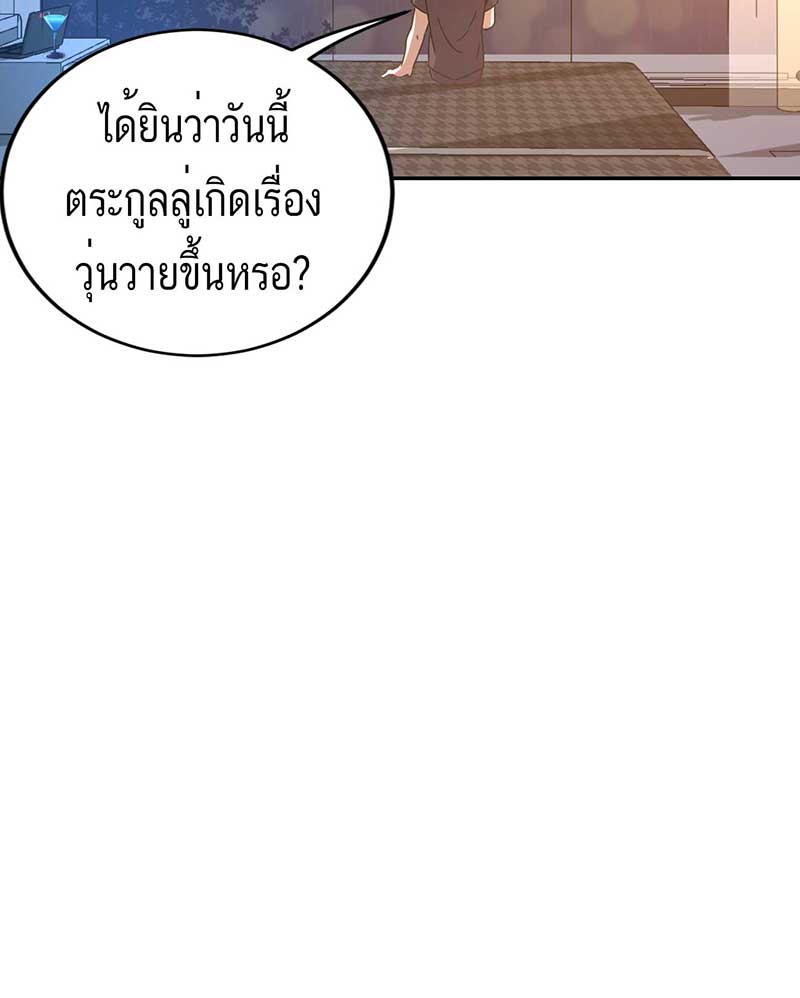 ได้ยินว่าวันนี้
ตระกูลลู่เกิดเรื่อง
วุ่นวายขึ้นหรอ?